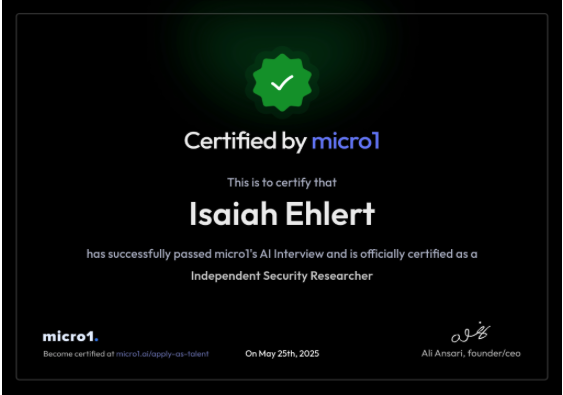 Certified by micro1
This is to certify that
Isaiah Ehlert
has successfully passed micro1's AI Interview and is officially certified as a
Independent Security Researcher
micro1.
Become certified at micro1.ai/apply-as-talent
On May 25th, 2025
Ali Ansari, founder/ceo